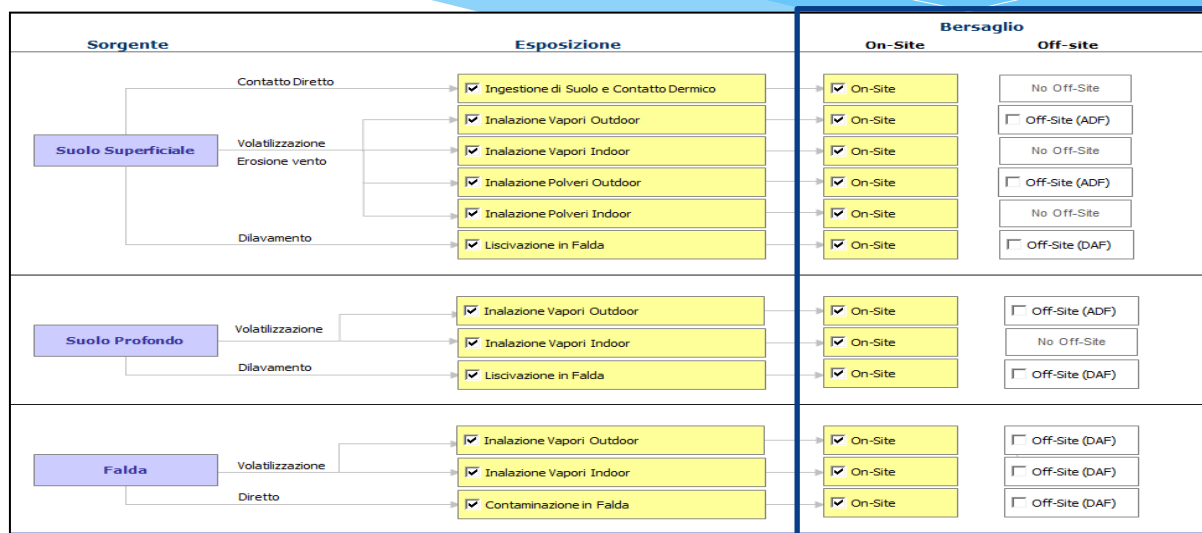 Bersaglio
Sorgente Esposizione On-Site Off-site
Contatto Diretto
Ingestione di Suolo e Contatto Dermico On-Site No Off-Site
Inalazione Vapori Outdoor On-Site Off-Site (ADF)
Suolo Superficiale Volatilizzazione Inalazione Vapori Indoor On-Site No Off-Site
Erosione vento
Inalazione Polveri Outdoor On-Site Off-Site (ADF)
Inalazione Polveri Indoor On-Site No Off-Site
Dilavamento
Liscivazione in Falda On-Site Off-Site (DAF)
Inalazione Vapori Outdoor On-Site Off-Site (ADF)
Volatilizzazione
Suolo Profondo Inalazione Vapori Indoor On-Site No Off-Site
Dilavamento
Liscivazione in Falda On-Site Off-Site (DAF)
Inalazione Vapori Outdoor On-Site Off-Site (DAF)
Volatilizzazione
Falda Inalazione Vapori Indoor On-Site Off-Site (DAF)
Diretto
Contaminazione in Falda On-Site Off-Site (DAF)